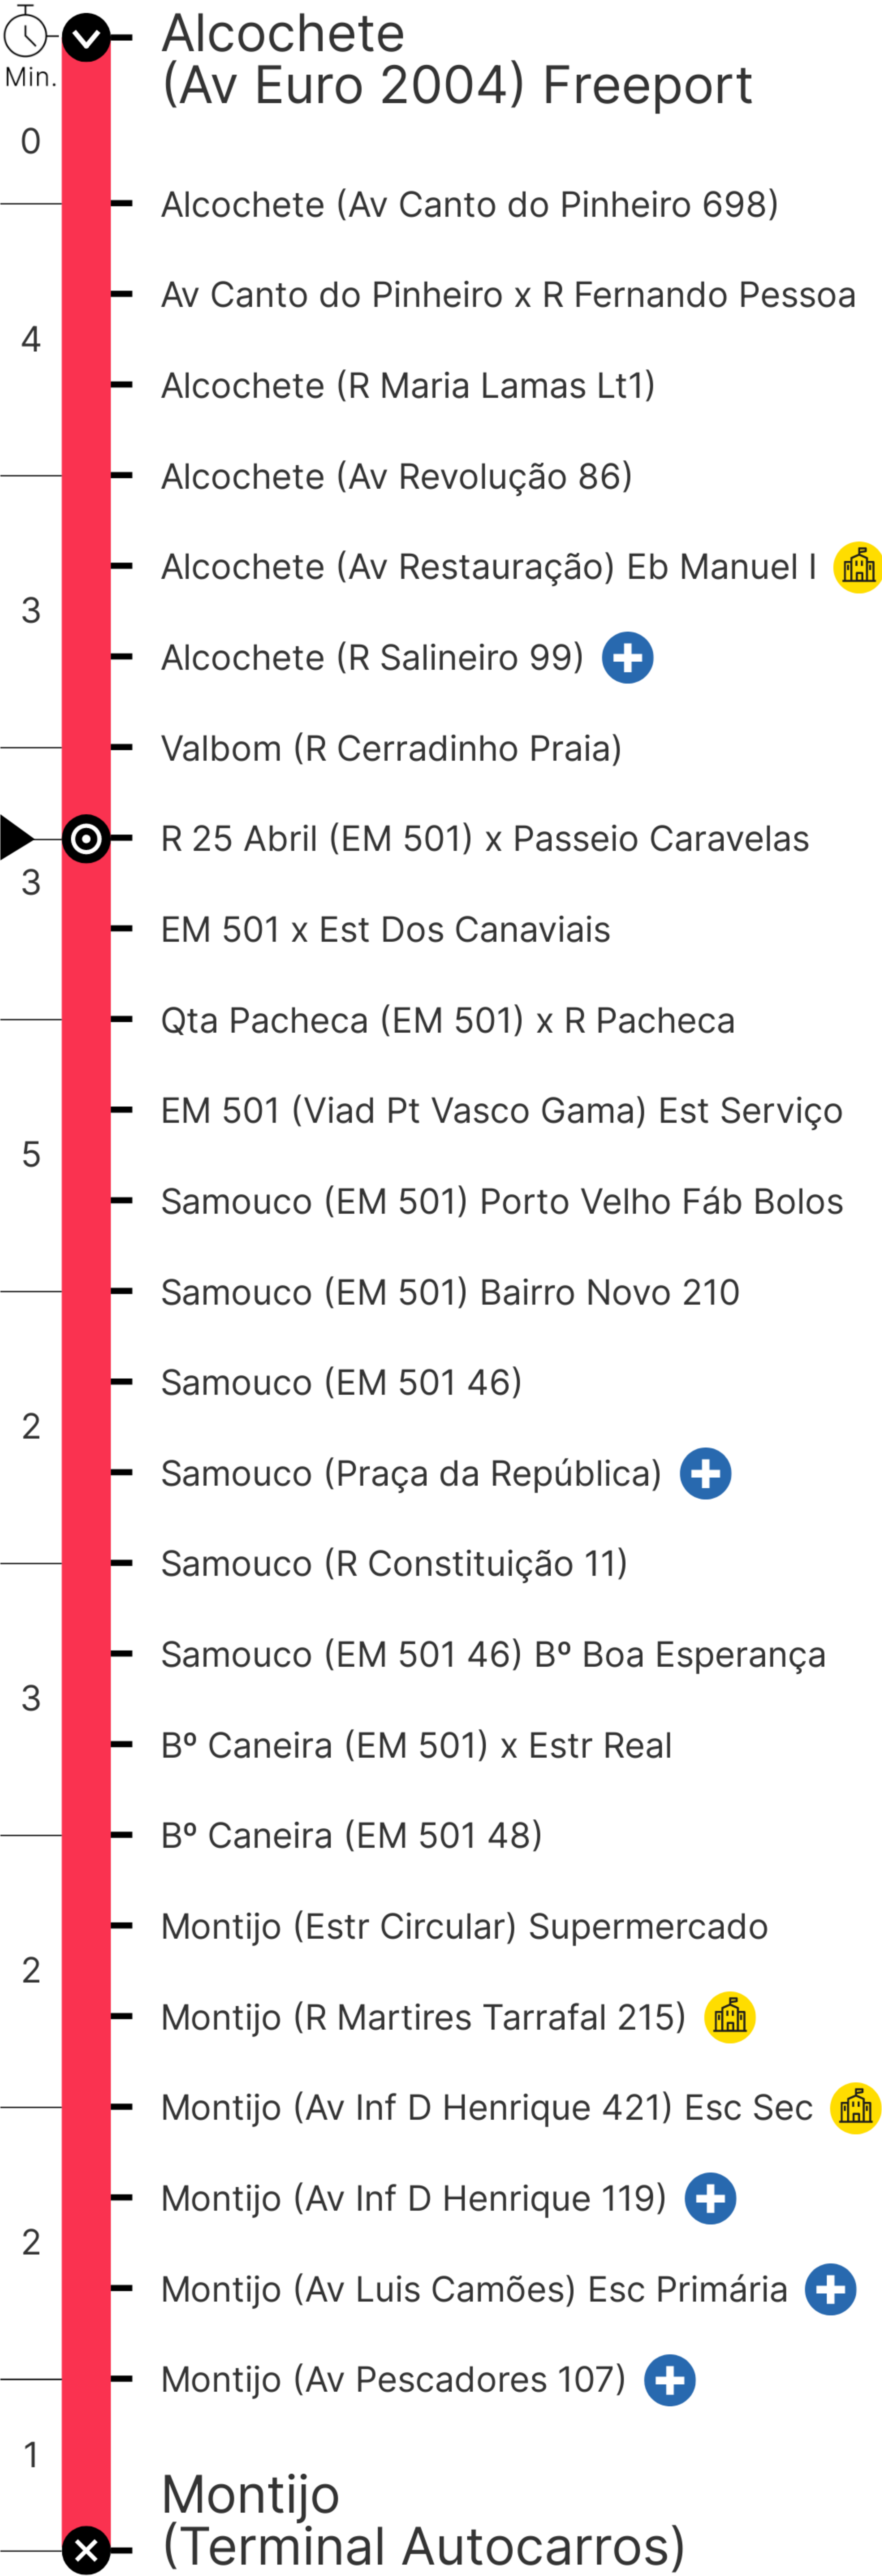 Alcochete
(Av Euro 2004) Freeport
Min.
0
Alcochete (Av Canto do Pinheiro 698)
Av Canto do Pinheiro x R Fernando Pessoa
4
Alcochete (R Maria Lamas Lt1)
Alcochete (Av Revolução 86)
Alcochete (Av Restauração) Eb Manuel I
3
Alcochete (R Salineiro 99)
Valbom (R Cerradinho Praia)
R 25 Abril (EM 501) x Passeio Caravelas
3
EM 501 x Est Dos Canaviais
Qta Pacheca (EM 501) x R Pacheca
EM 501 (Viad Pt Vasco Gama) Est Serviço
5
Samouco (EM 501) Porto Velho Fáb Bolos
Samouco (EM 501) Bairro Novo 210
Samouco (EM 501 46)
2
Samouco (Praça da República)
Samouco (R Constituição 11)
Samouco (EM 501 46) Bº Boa Esperança
3
Bº Caneira (EM 501) x Estr Real
Bº Caneira (EM 501 48)
Montijo (Estr Circular) Supermercado
2
Montijo (R Martires Tarrafal 215)
Montijo (Av Inf D Henrique 421) Esc Sec
Montijo (Av Inf D Henrique 119)
2
Montijo (Av Luis Camões) Esc Primária
Montijo (Av Pescadores 107)
1
Montijo
(Terminal Autocarros)